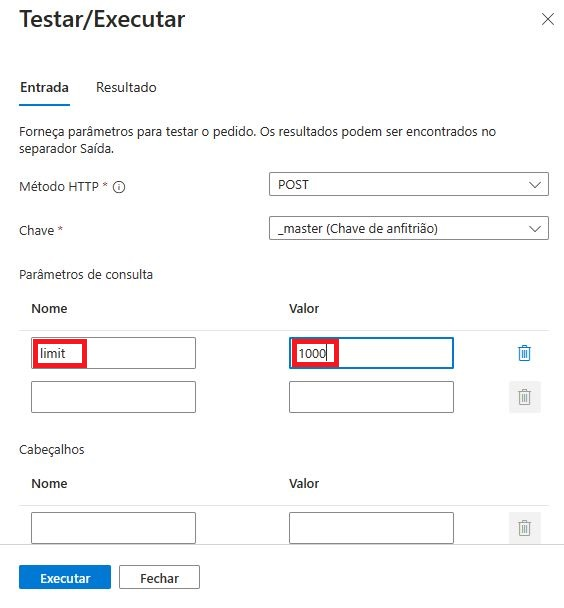 Testar/Executar
Entrada Resultado
Forneça parâmetros para testar o pedido. Os resultados podem ser encontrados no
separador Saída.
Método HTTP * POST
Chave * _master (Chave de anfitrião)
Parâmetros de consulta
Nome Valor
limit 1000
Cabeçalhos
Nome Valor
Executar Fechar